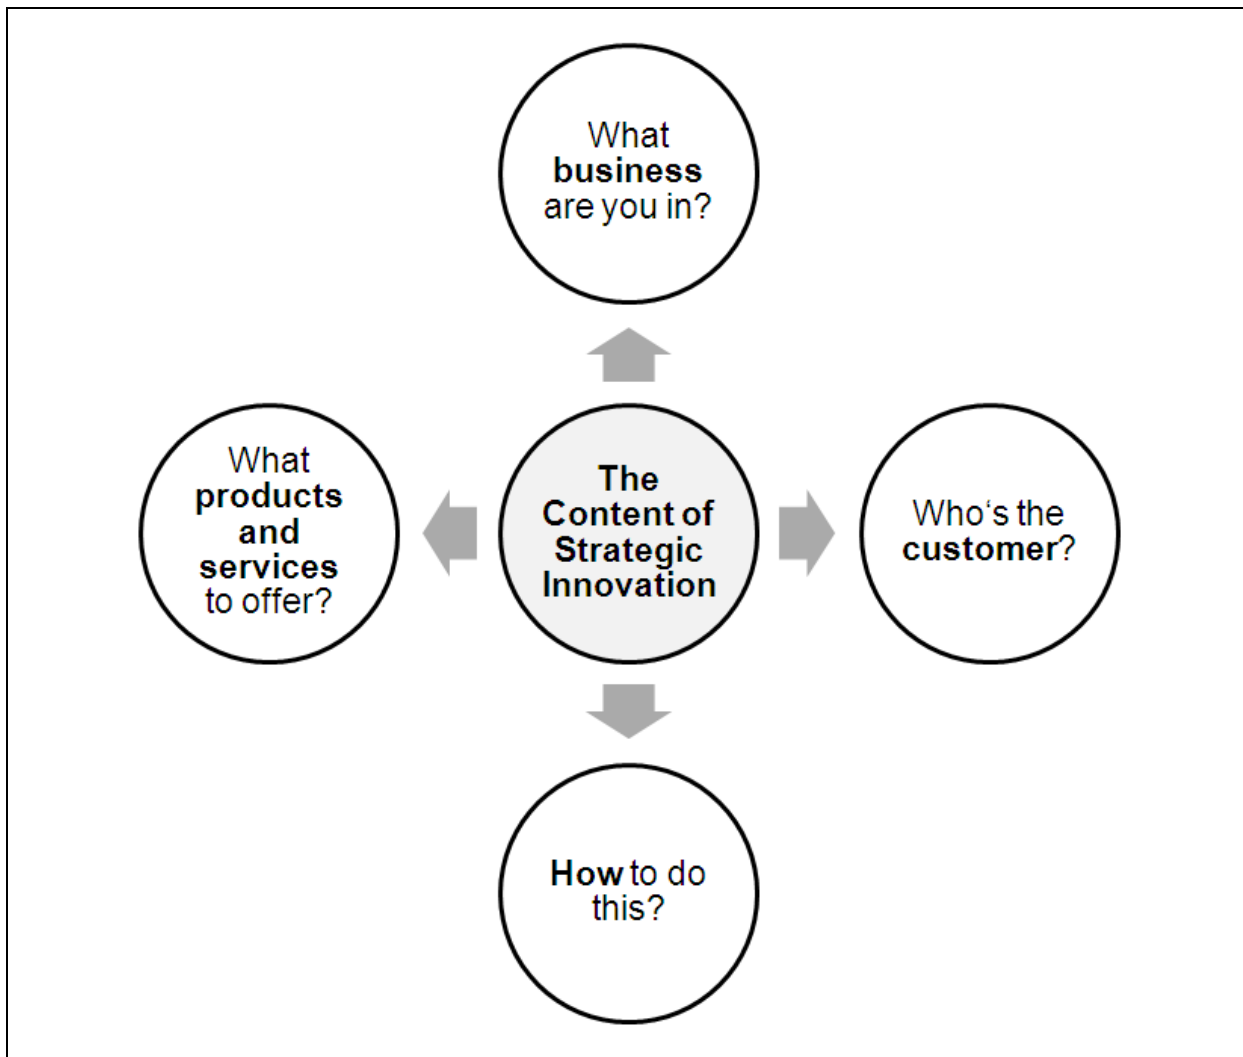 What
business
are you in?
What
products
and
services
to offer?
The
Content of
Strategic
Innovation
Who‘s the
customer?
How to do
this?